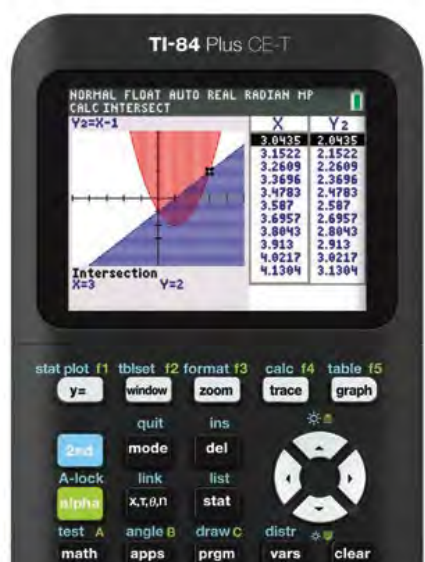 TI-84 Plus CE-T
NORMAL FLOAT AUTO REAL RADIAN MP
CALC INTERSECT
Y2=X-1
X Y2
3.0435 2.0435
3.1522 2.1522
3.2609 2.2609
3.3696 2.3696
3.4783 2.4783
3.587 2.587
3.6957 2.6957
3.8043 2.8043
3.913 2.913
4.0217 3.0217
4.1304 3.1304
Intersection
X=3 Y=2
stat plot f1 tblset f2 format f3 calc f4 table f5
y= window zoom trace graph
quit ins
2nd mode del
A-lock link list
alpha X,T,θ,n stat
test A angle B draw C distr
math apps prgm vars clear